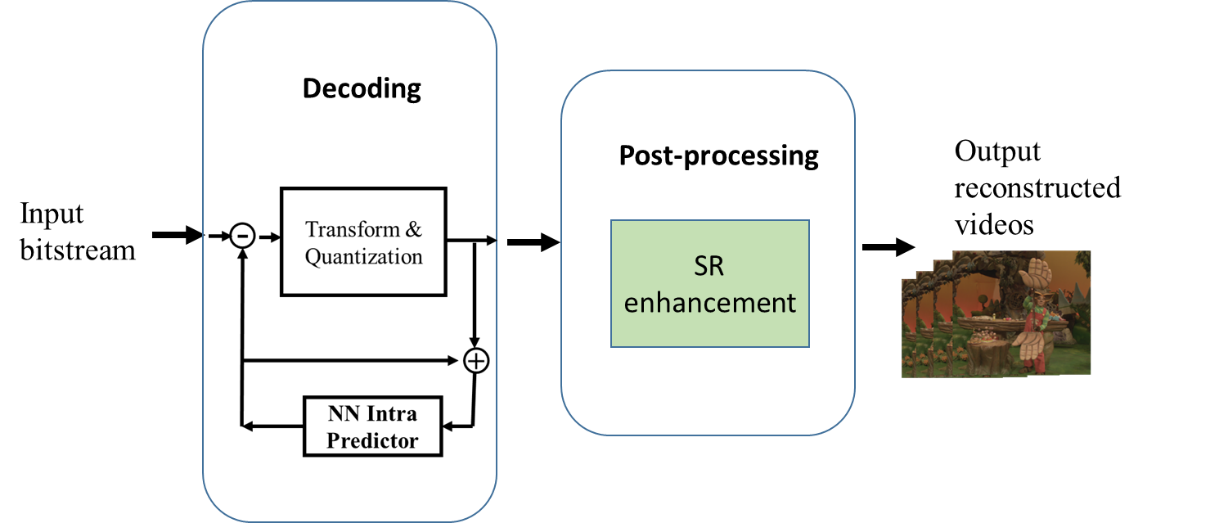 Decoding
Post-processing
Output
reconstructed
videos
Input
bitstream
-
Transform &
Quantization
SR
enhancement
+
NN Intra
Predictor